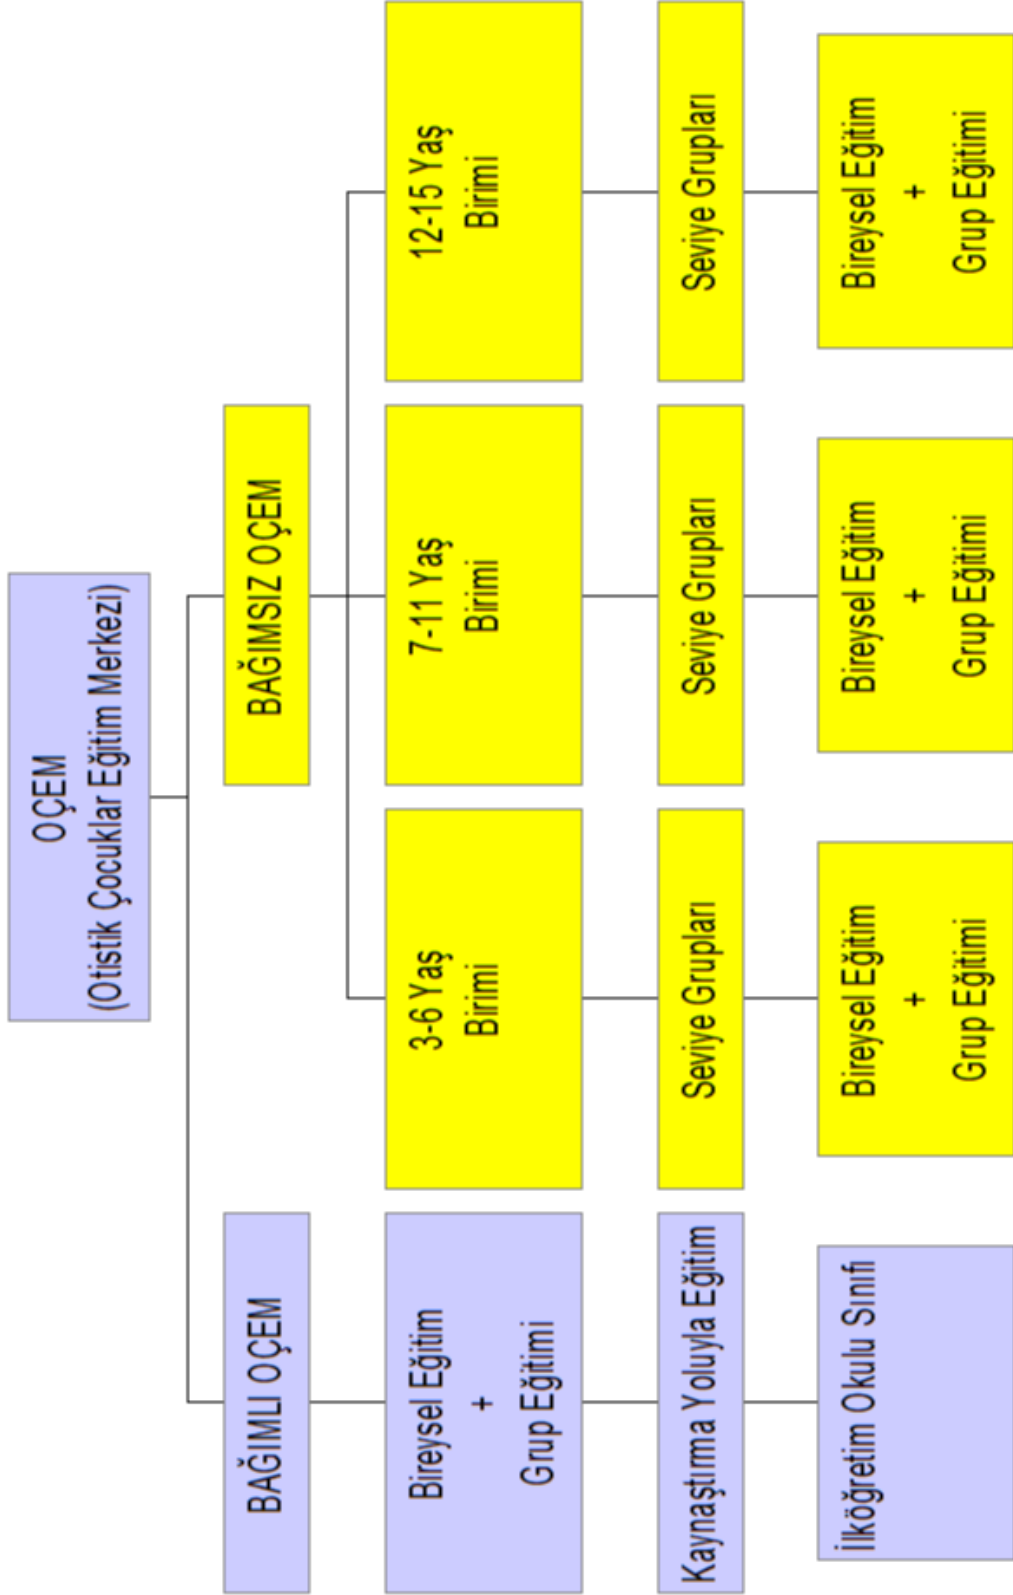 OÇEM
(Otistik Çocuklar Eğitim Merkezi)
BAĞIMLI OÇEM
BAĞIMSIZ OÇEM
Bireysel Eğitim
+
Grup Eğitimi
3-6 Yaş
Birimi
7-11 Yaş
Birimi
12-15 Yaş
Birimi
Kaynaştırma Yoluyla Eğitim
Seviye Grupları
Seviye Grupları
Seviye Grupları
İlköğretim Okulu Sınıfı
Bireysel Eğitim
+
Grup Eğitimi
Bireysel Eğitim
+
Grup Eğitimi
Bireysel Eğitim
+
Grup Eğitimi